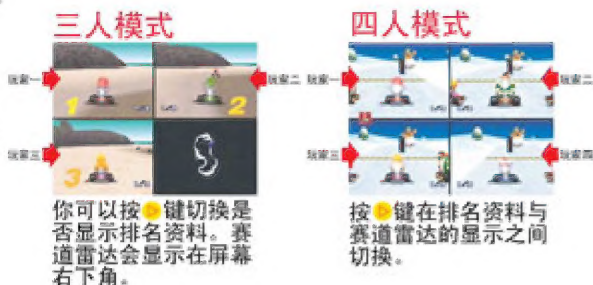 三人模式
玩家一
玩家二
玩家三
1
2
3
你可以按 键切换是
否显示排名资料。赛
道雷达会显示在屏幕
右下角。
四人模式
玩家一
玩家二
玩家三
玩家四
按 键在排名资料与
赛道雷达的显示之间
切换。